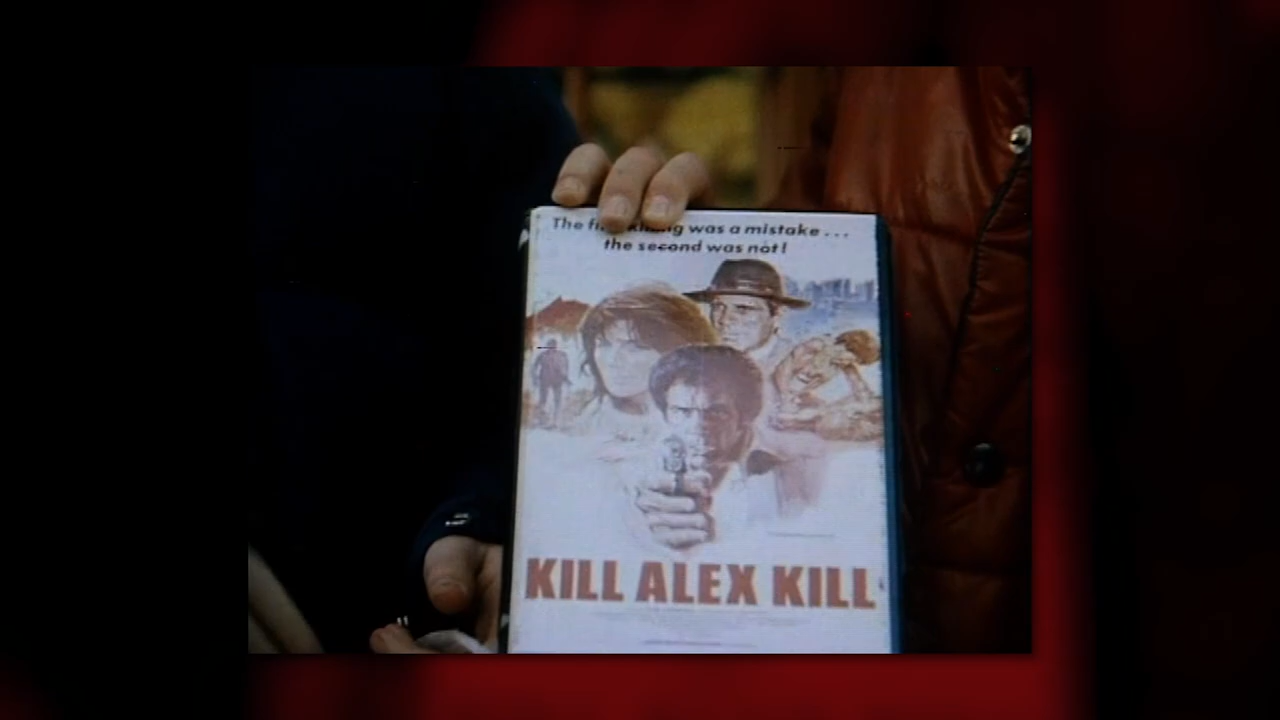 The was a mistake . . .
the second was not!
KILL ALEX KILL